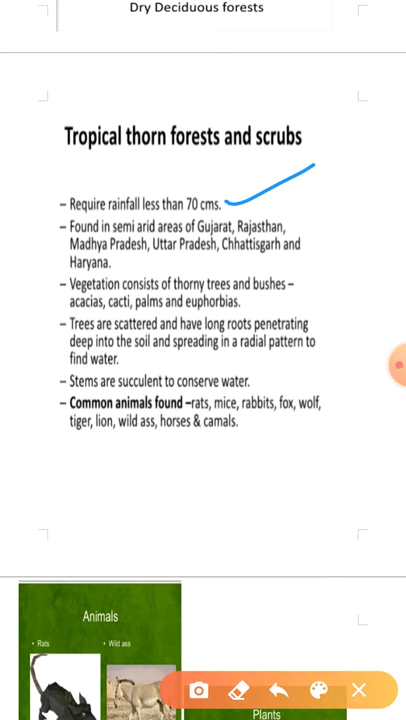 Dry Deciduous forests
Tropical thorn forests and scrubs
– Require rainfall less than 70 cms.
– Found in semi arid areas of Gujarat, Rajasthan,
Madhya Pradesh, Uttar Pradesh, Chhattisgarh and
Haryana.
– Vegetation consists of thorny trees and bushes –
acacias, cacti, palms and euphorbias.
– Trees are scattered and have long roots penetrating
deep into the soil and spreading in a radial pattern to
find water.
– Stems are succulent to conserve water.
– Common animals found –rats, mice, rabbits, fox, wolf,
tiger, lion, wild ass, horses & camals.
Animals
• Rats
• Wild ass
Plants